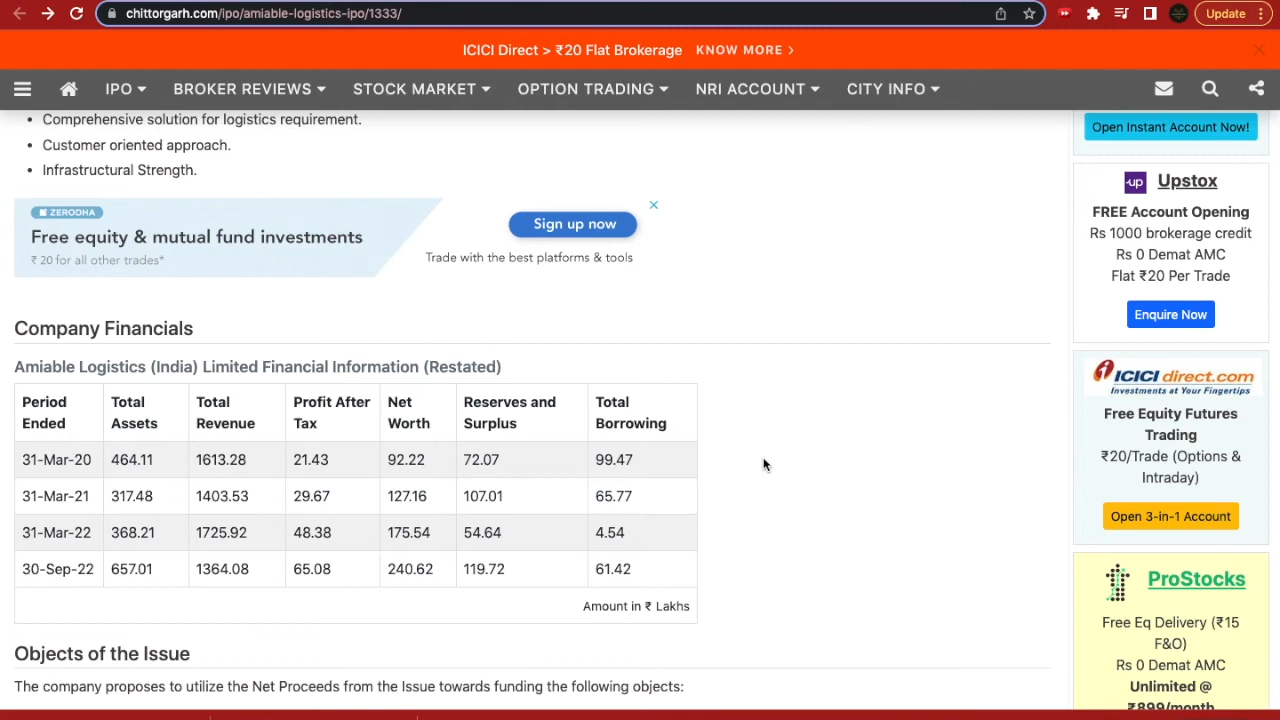 chittorgarh.com/ipo/amiable-logistics-ipo/1333/
Update
ICICI Direct > ₹20 Flat Brokerage KNOW MORE >
IPO BROKER REVIEWS STOCK MARKET OPTION TRADING NRI ACCOUNT CITY INFO
• Comprehensive solution for logistics requirement.
• Customer oriented approach.
• Infrastructural Strength.
ZERODHA
Free equity & mutual fund investments
₹ 20 for all other trades*
Sign up now
Trade with the best platforms & tools
Company Financials
Amiable Logistics (India) Limited Financial Information (Restated)
Period Ended Total Assets Total Revenue Profit After Tax Net Worth Reserves and Surplus Total Borrowing
31-Mar-20 464.11 1613.28 21.43 92.22 72.07 99.47
31-Mar-21 317.48 1403.53 29.67 127.16 107.01 65.77
31-Mar-22 368.21 1725.92 48.38 175.54 54.64 4.54
30-Sep-22 657.01 1364.08 65.08 240.62 119.72 61.42
Amount in ₹ Lakhs
Objects of the Issue
The company proposes to utilize the Net Proceeds from the Issue towards funding the following objects:
Open Instant Account Now!
up Upstox
FREE Account Opening
Rs 1000 brokerage credit
Rs 0 Demat AMC
Flat ₹20 Per Trade
Enquire Now
ICICI direct.com
Investments at Your Fingertips
Free Equity Futures
Trading
₹20/Trade (Options &
Intraday)
Open 3-in-1 Account
ProStocks
Free Eq Delivery (₹15
F&O)
Rs 0 Demat AMC
Unlimited @
₹899/month